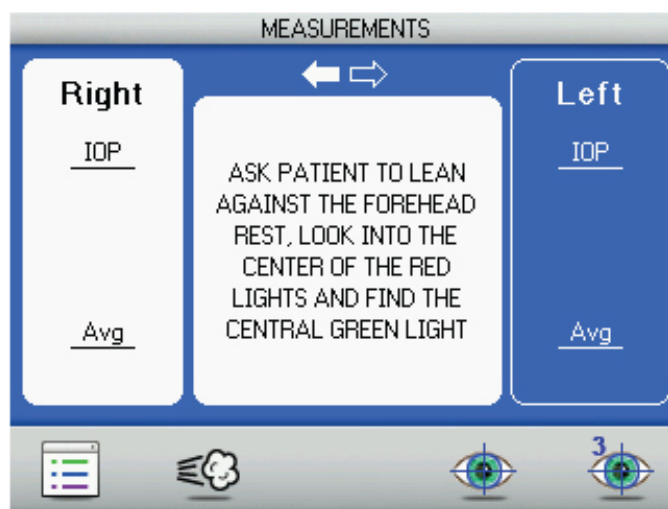 MEASUREMENTS
Right
IOP
Avg
ASK PATIENT TO LEAN
AGAINST THE FOREHEAD
REST, LOOK INTO THE
CENTER OF THE RED
LIGHTS AND FIND THE
CENTRAL GREEN LIGHT
Left
IOP
Avg
3